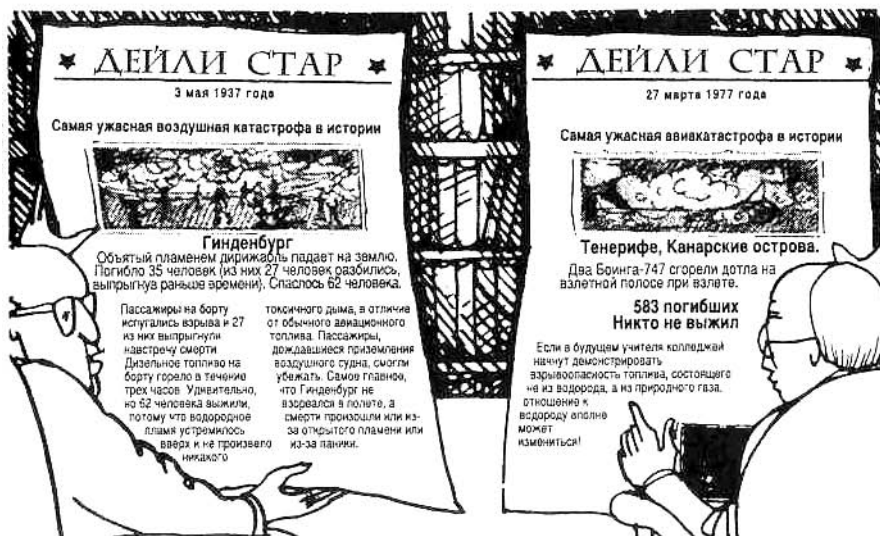 ДЕЙЛИ СТАР
3 мая 1937 года
Самая ужасная воздушная катастрофа в истории
Гинденбург
Объятый пламенем дирижабль падает на землю.
Погибло 35 человек (из них 27 человек разбились,
выпрыгнув раньше времени). Спаслось 62 человека.
Пассажиры на борту
испугались взрыва и 27
из них выпрыгнули
навстречу смерти
Дизельное топливо на
борту горело в течение
трех часов. Удивительно,
но 62 человека выжили,
потому что водородное
пламя устремилось
вверх и не произвело
никакого
токсичного дыма, в отличие
от обычного авиационного
топлива. Пассажиры,
дождавшиеся приземления
воздушного судна, смогли
убежать. Самое главное,
что Гинденбург не
взорвался в полете, а
смерти произошли или из-
за открытого пламени или
из-за паники.
ДЕЙЛИ СТАР
27 марта 1977 года
Самая ужасная авиакатастрофа в истории
Тенерифе, Канарские острова.
Два Боинга-747 сгорели дотла на
взлетной полосе при взлете.
583 погибших
Никто не выжил
Если в будущем учителя колледжей
начнут демонстрировать
взрывоопасность топлива, состоящего
не из водорода, а из природного газа,
отношение к
водороду вполне
может
измениться!